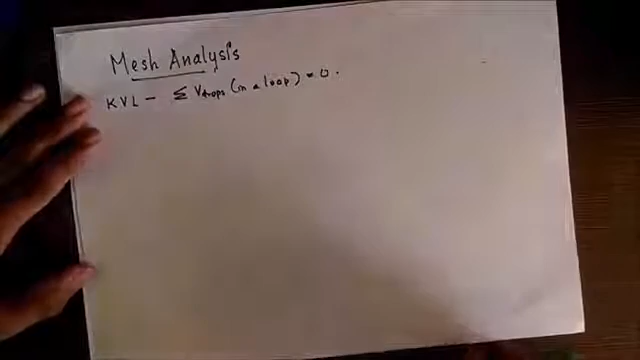 Mesh Analysis
KVL - Σ Vdrops (in a loop) = 0.